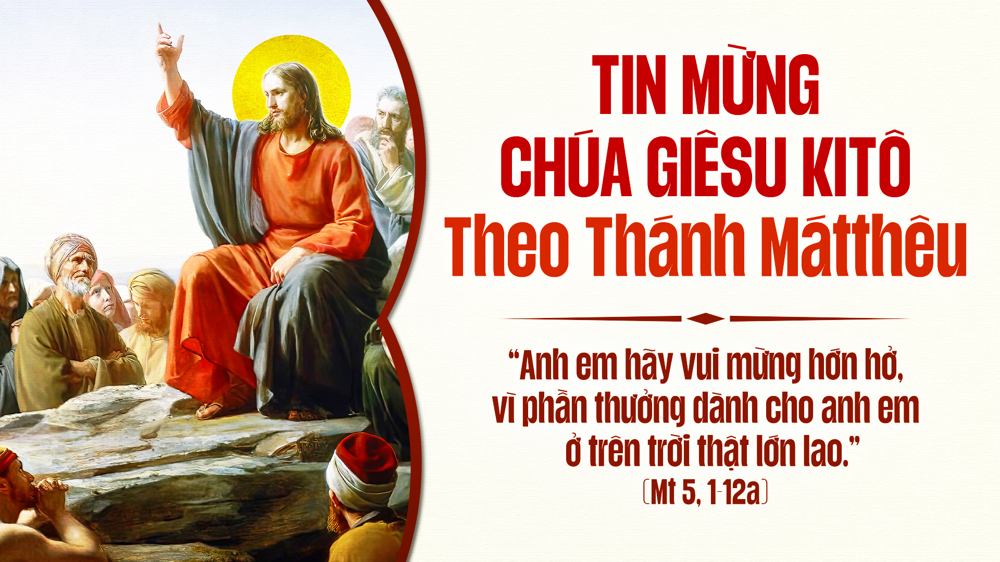 TIN MỪNG
CHÚA GIÊSU KITÔ
Theo Thánh Mátthêu
“Anh em hãy vui mừng hớn hở,
vì phần thưởng dành cho anh em
ở trên trời thật lớn lao.”
(Mt 5, 1-12a)